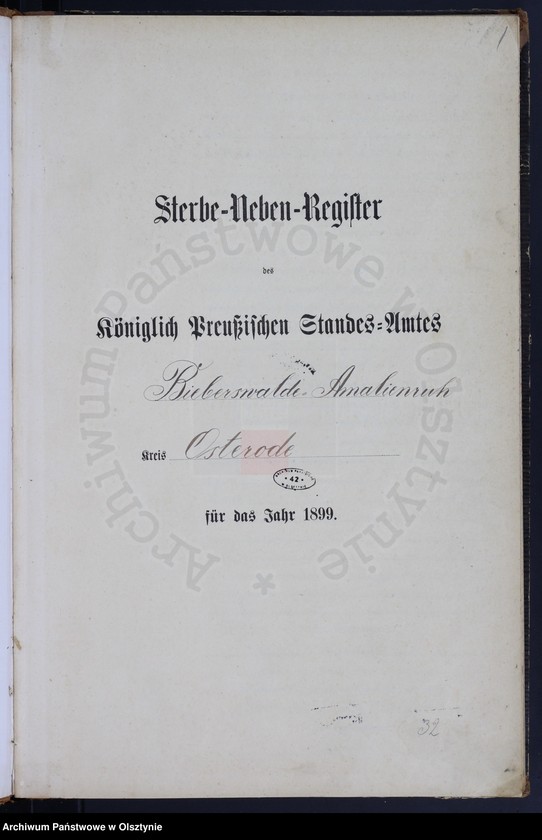 1
Sterbe-Neben-Register
des
Königlich Preußischen Standes-Amtes
Bieberswalde-Amalienruh
Kreis Osterode
42
für das Jahr 1899.
32
Archiwum Państwowe w Olsztynie *
Archiwum Państwowe w Olsztynie